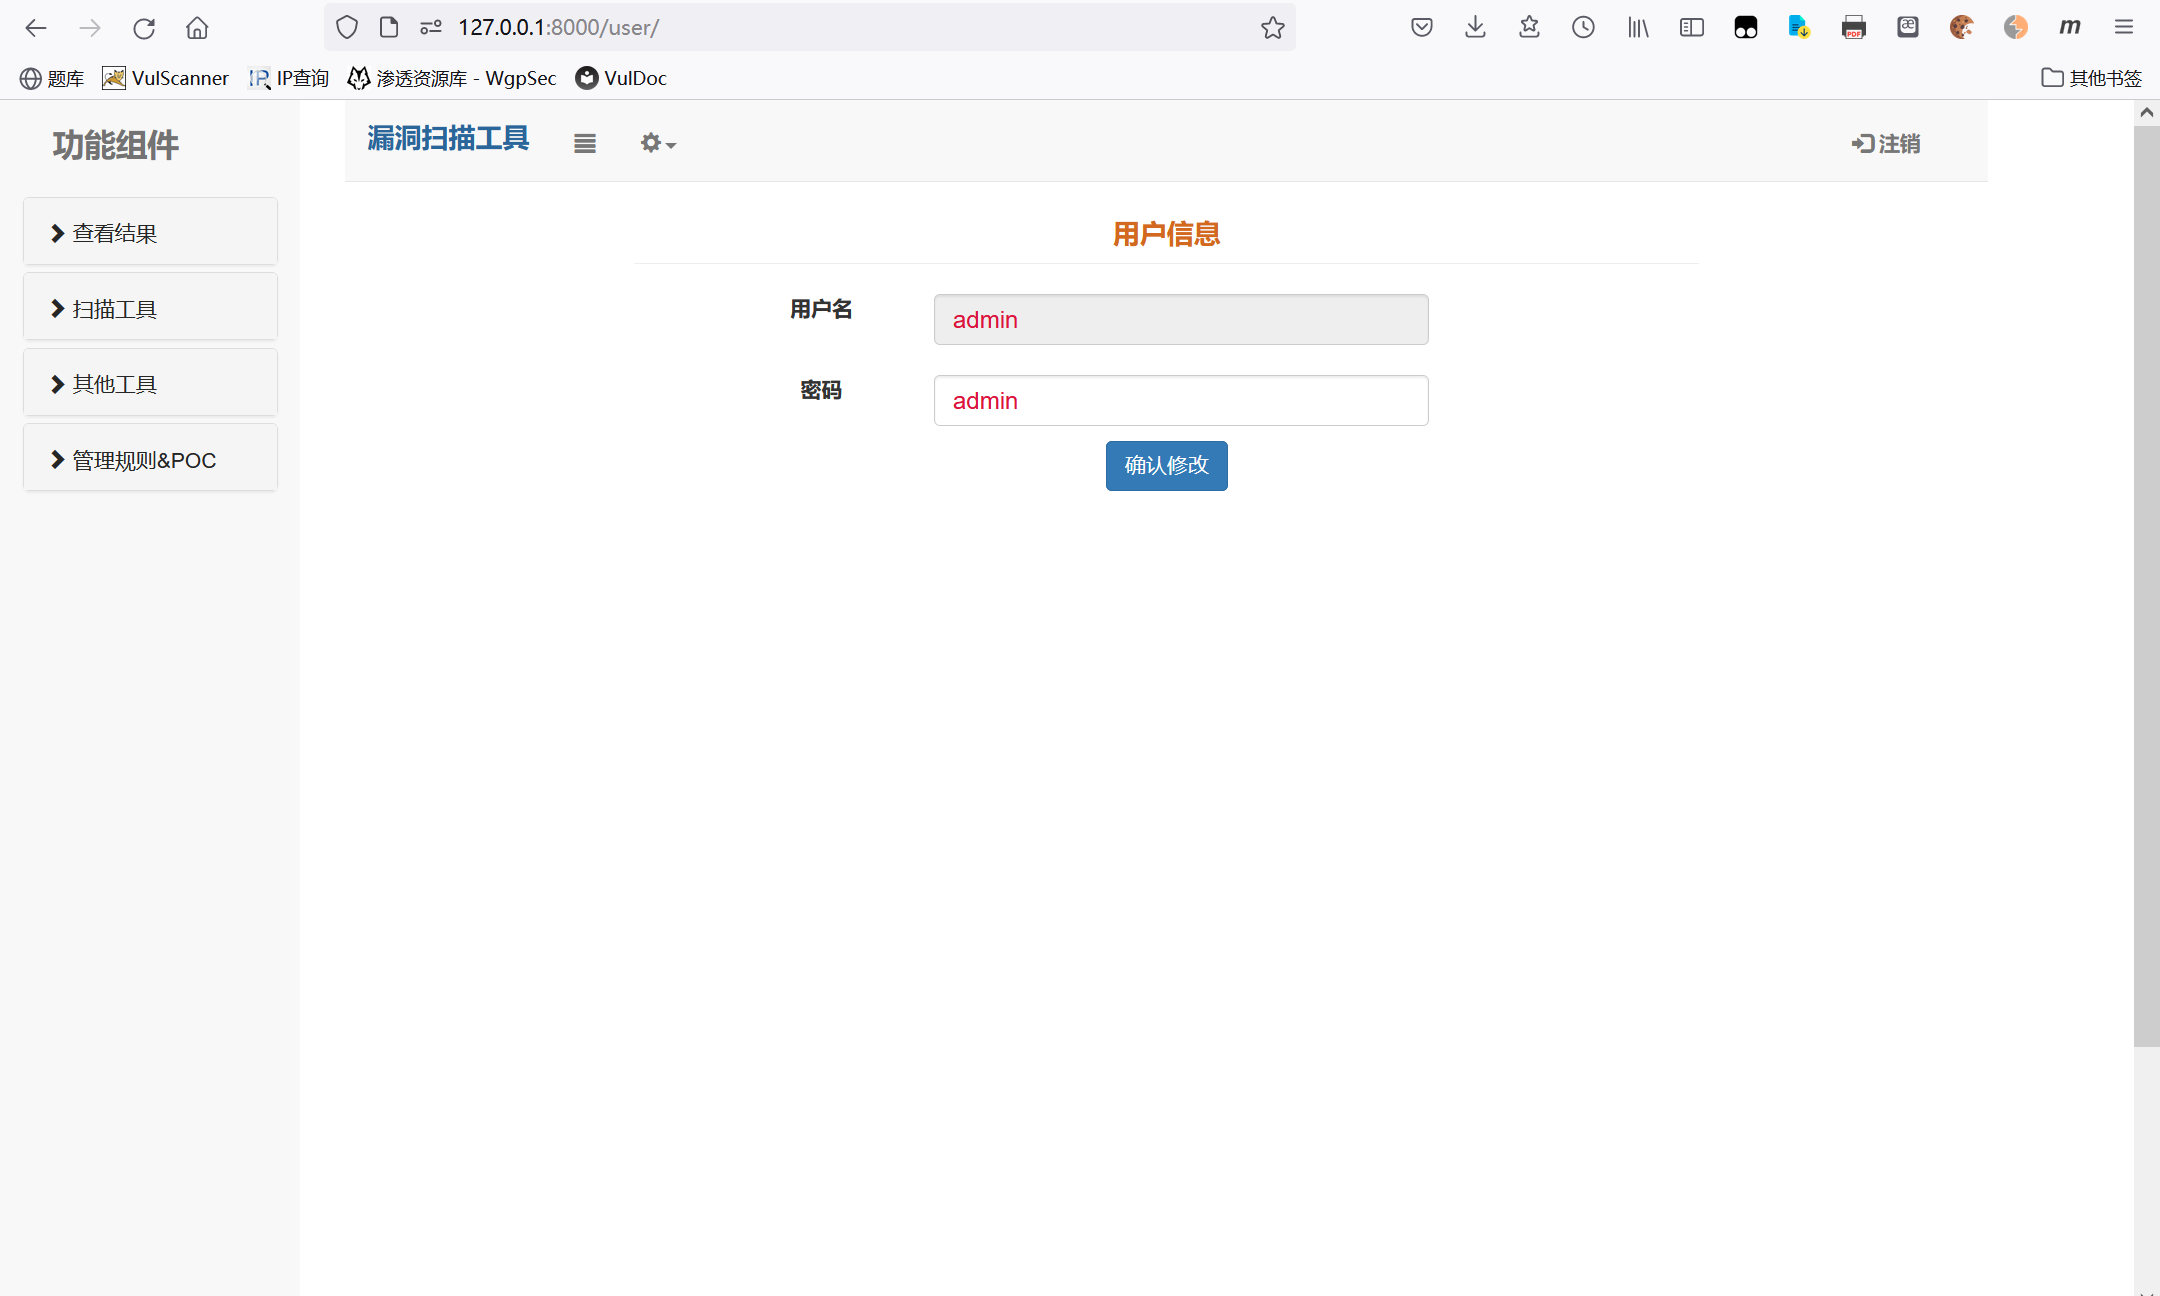 127.0.0.1:8000/user/
题库 VulScanner IP查询 渗透资源库 - WgpSec VulDoc 其他书签
功能组件
查看结果
扫描工具
其他工具
管理规则&POC
漏洞扫描工具
注销
用户信息
用户名 admin
密码 admin
确认修改